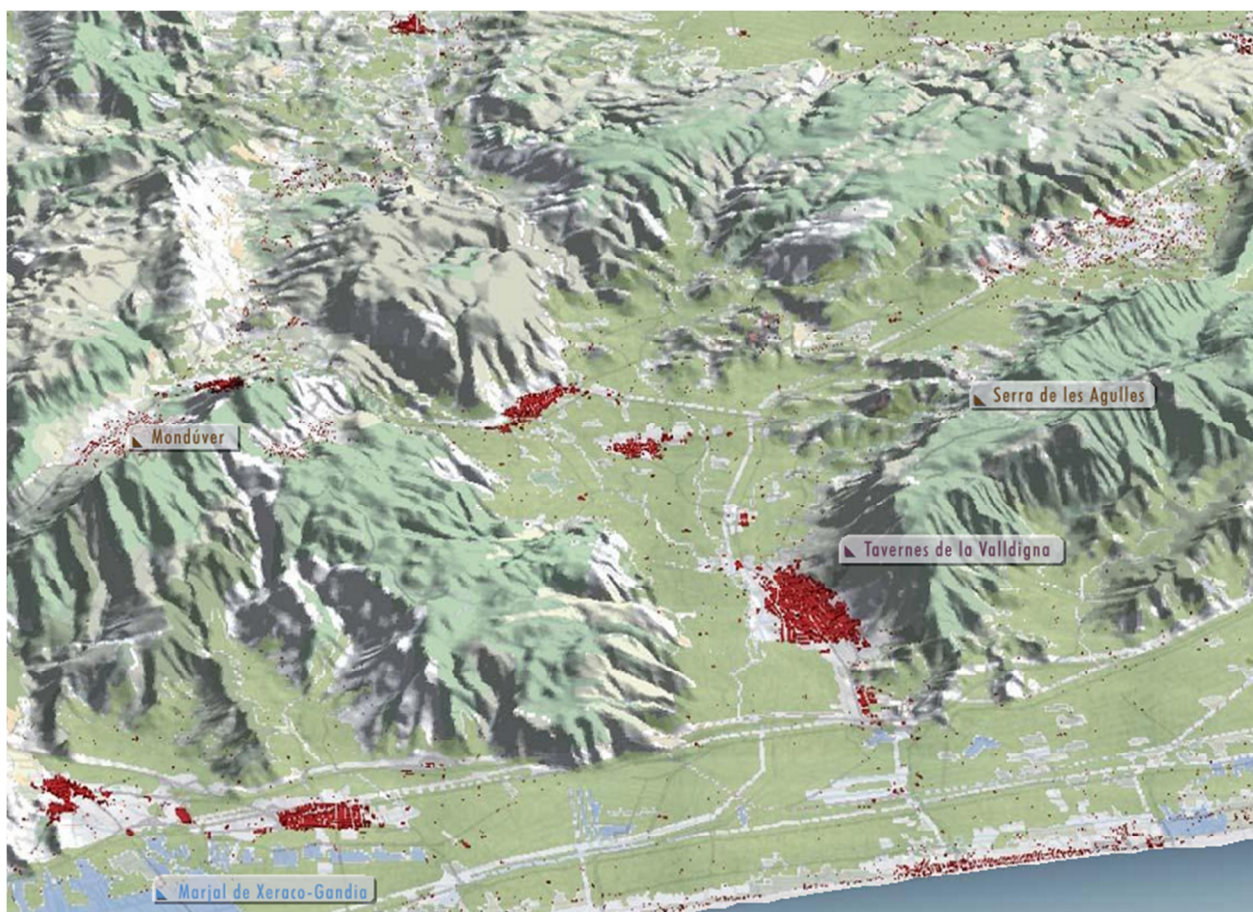 Serra de les Agulles
Mondúver
Tavernes de la Valldigna
Marjal de Xeraco-Gandia